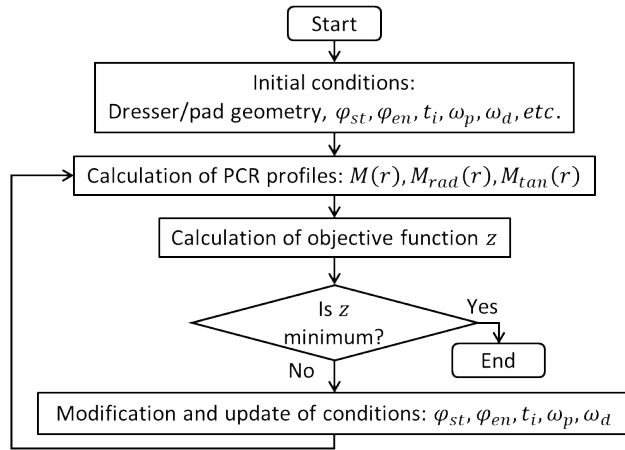 Start
Initial conditions:
Dresser/pad geometry, φ_st, φ_en, t_i, ω_p, ω_d, etc.
Calculation of PCR profiles: M(r), M_rad(r), M_tan(r)
Calculation of objective function z
Is z
minimum?
Yes
End
No
Modification and update of conditions: φ_st, φ_en, t_i, ω_p, ω_d